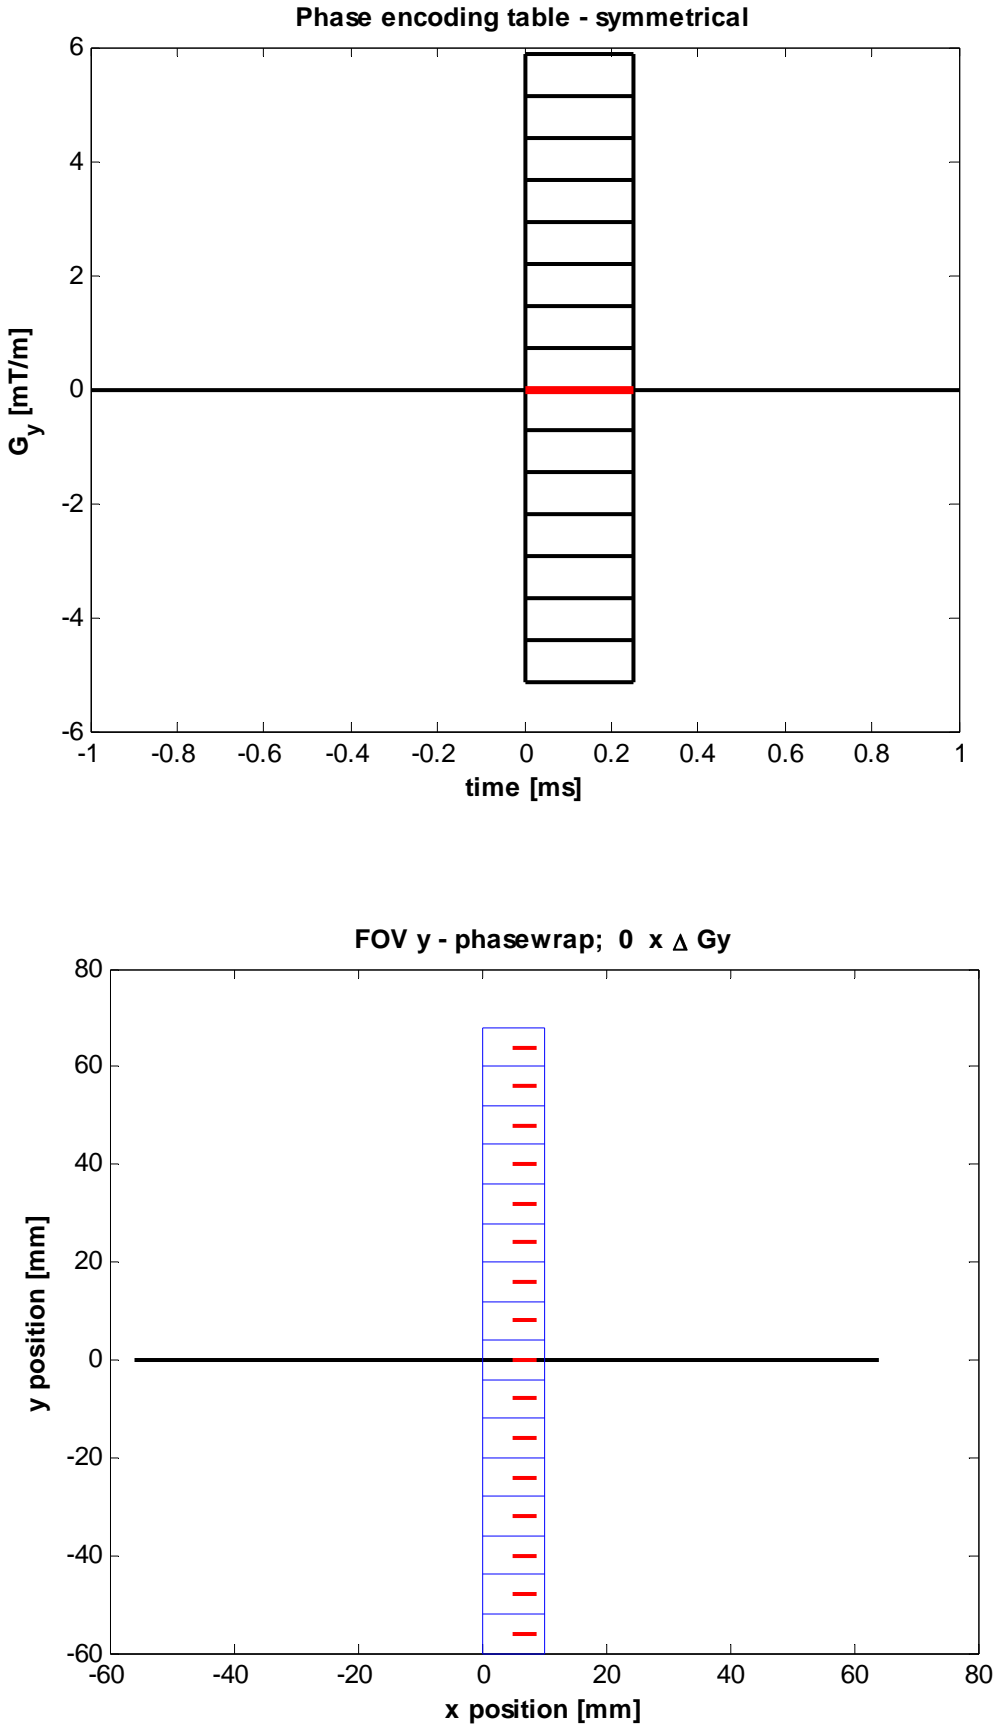 Phase encoding table - symmetrical
6
4
2
0
-2
-4
-6
G_y [mT/m]
-1 -0.8 -0.6 -0.4 -0.2 0 0.2 0.4 0.6 0.8 1
time [ms]
FOV y - phasewrap; 0 x Δ Gy
80
60
40
20
0
-20
-40
-60
y position [mm]
-60 -40 -20 0 20 40 60 80
x position [mm]